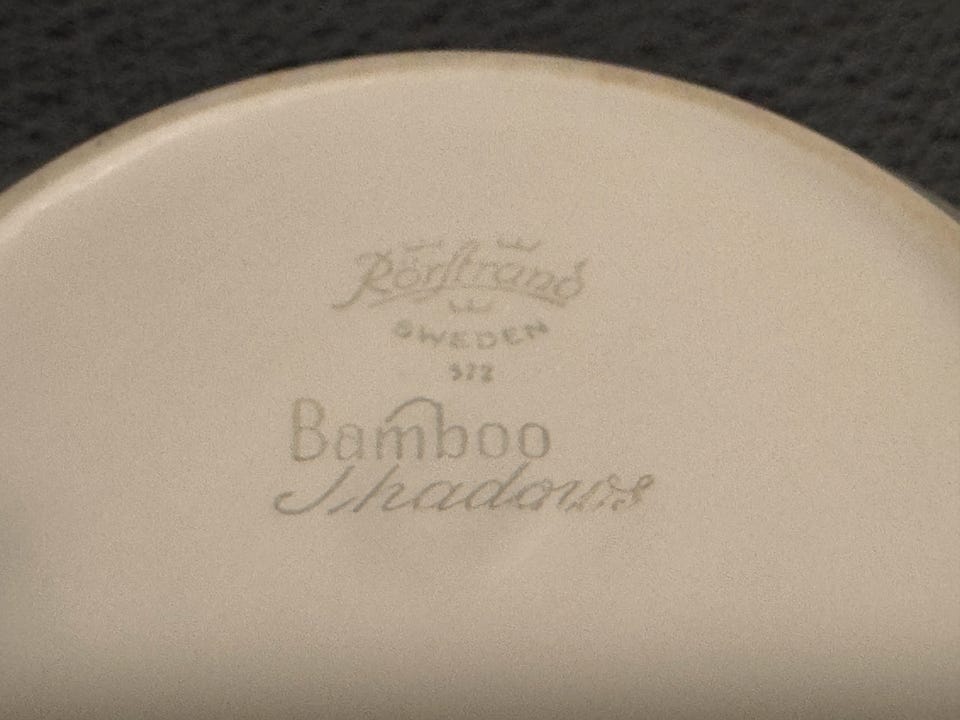 Rörstrand
SWEDEN
572
Bamboo
Shadows